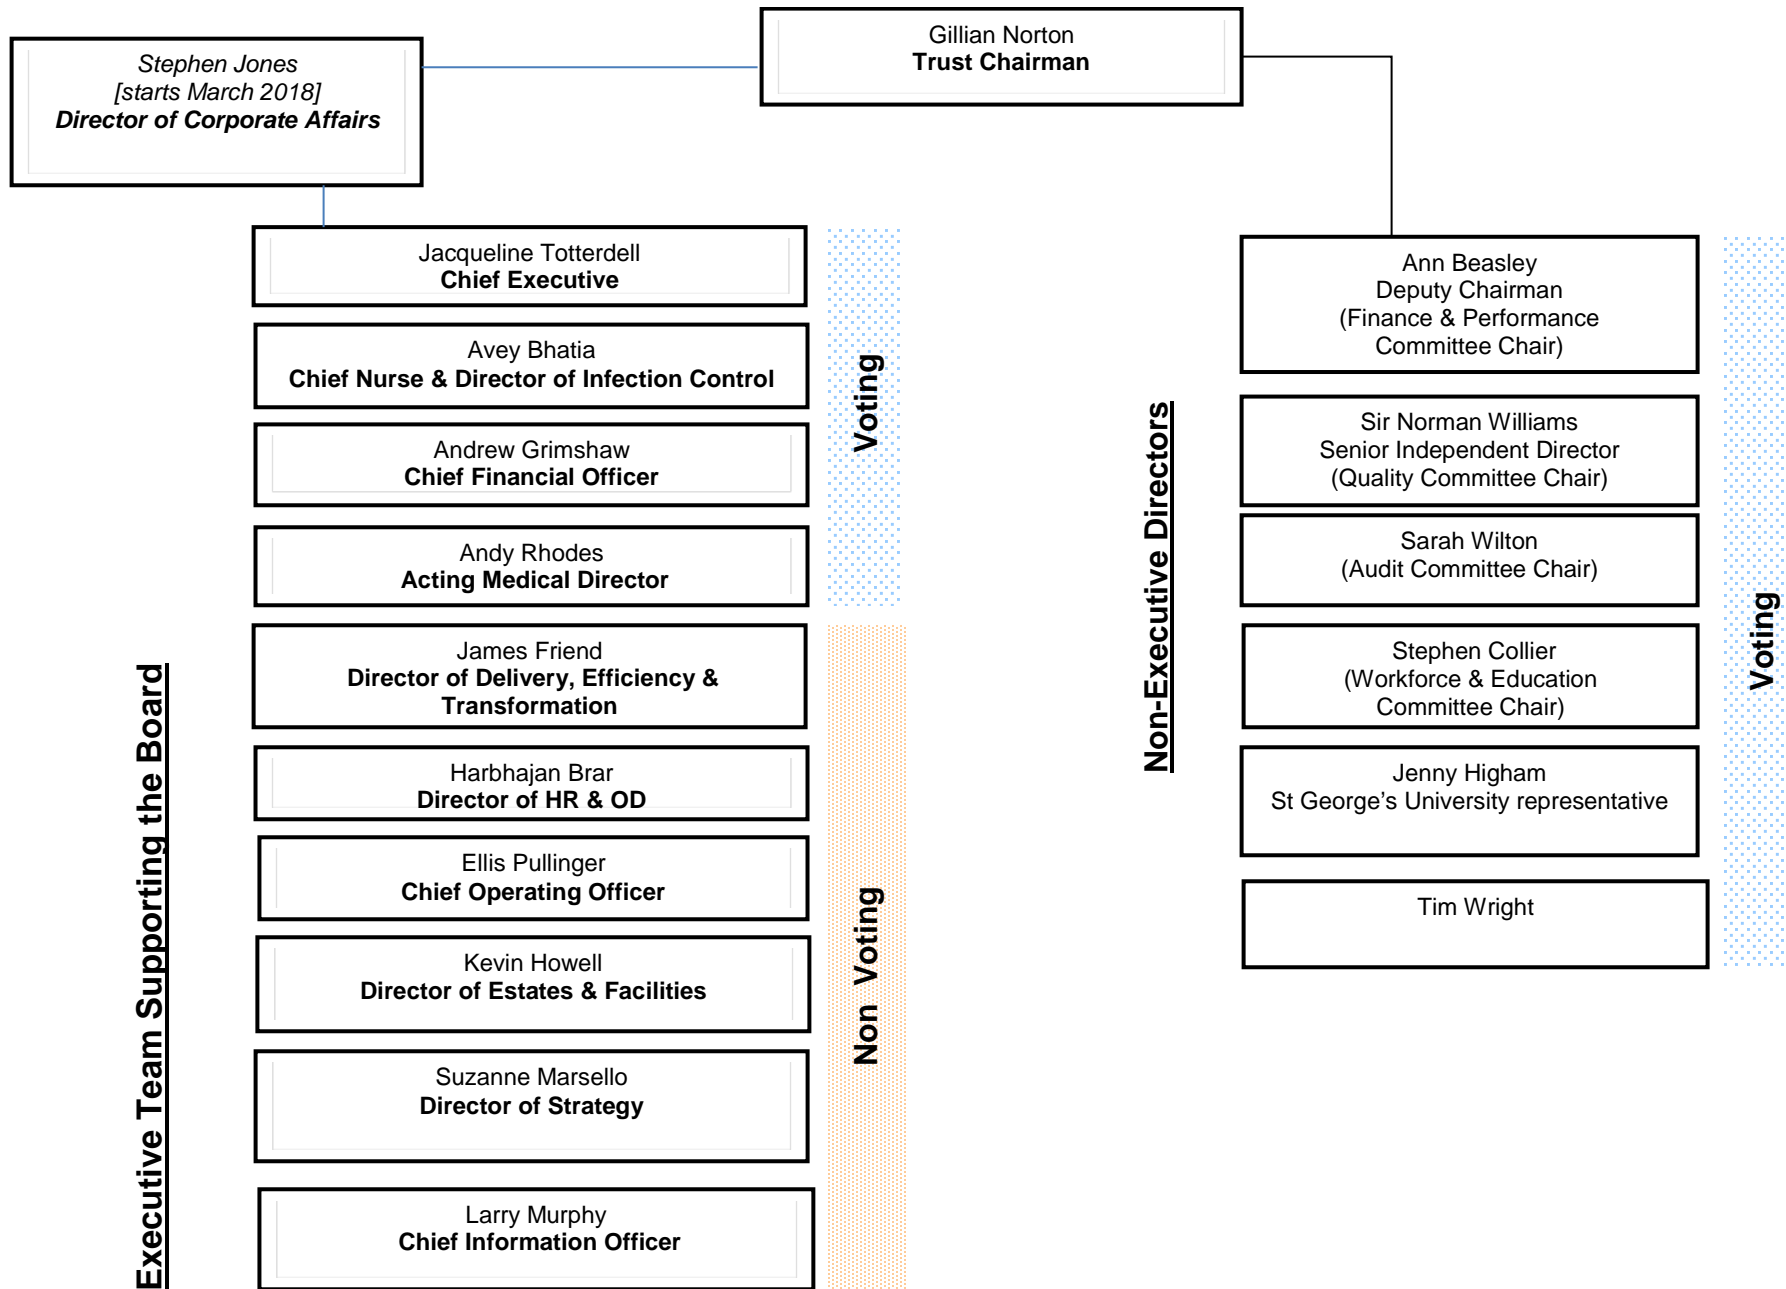 Gillian Norton
Trust Chairman
Stephen Jones
[starts March 2018]
Director of Corporate Affairs
Executive Team Supporting the Board
Jacqueline Totterdell
Chief Executive
Avey Bhatia
Chief Nurse & Director of Infection Control
Andrew Grimshaw
Chief Financial Officer
Andy Rhodes
Acting Medical Director
Voting
James Friend
Director of Delivery, Efficiency &
Transformation
Harbhajan Brar
Director of HR & OD
Ellis Pullinger
Chief Operating Officer
Kevin Howell
Director of Estates & Facilities
Suzanne Marsello
Director of Strategy
Larry Murphy
Chief Information Officer
Non Voting
Non-Executive Directors
Ann Beasley
Deputy Chairman
(Finance & Performance
Committee Chair)
Sir Norman Williams
Senior Independent Director
(Quality Committee Chair)
Sarah Wilton
(Audit Committee Chair)
Stephen Collier
(Workforce & Education
Committee Chair)
Jenny Higham
St George’s University representative
Tim Wright
Voting